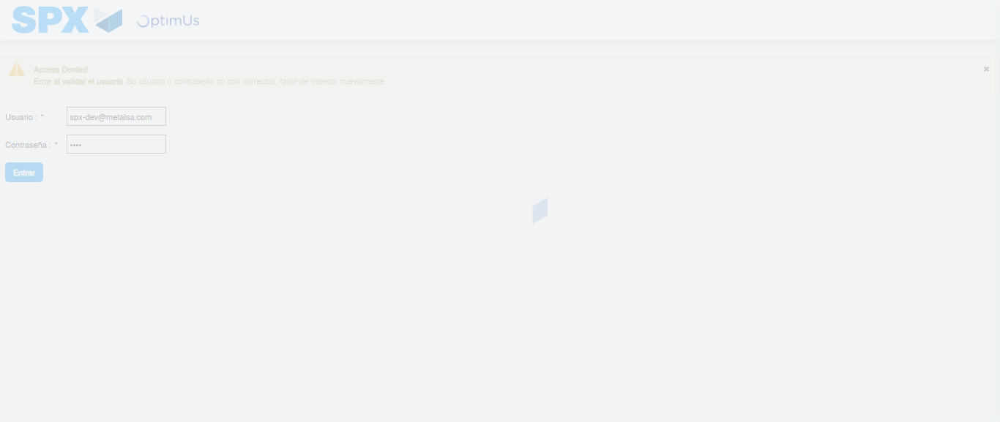 SPX OptimUs
Access Denied
Error al validar el usuario Su usuario o contraseña no son correctos, favor de intentar nuevamente
Usuario : * spx-dev@metalsa.com
Contraseña : * ••••
Entrar